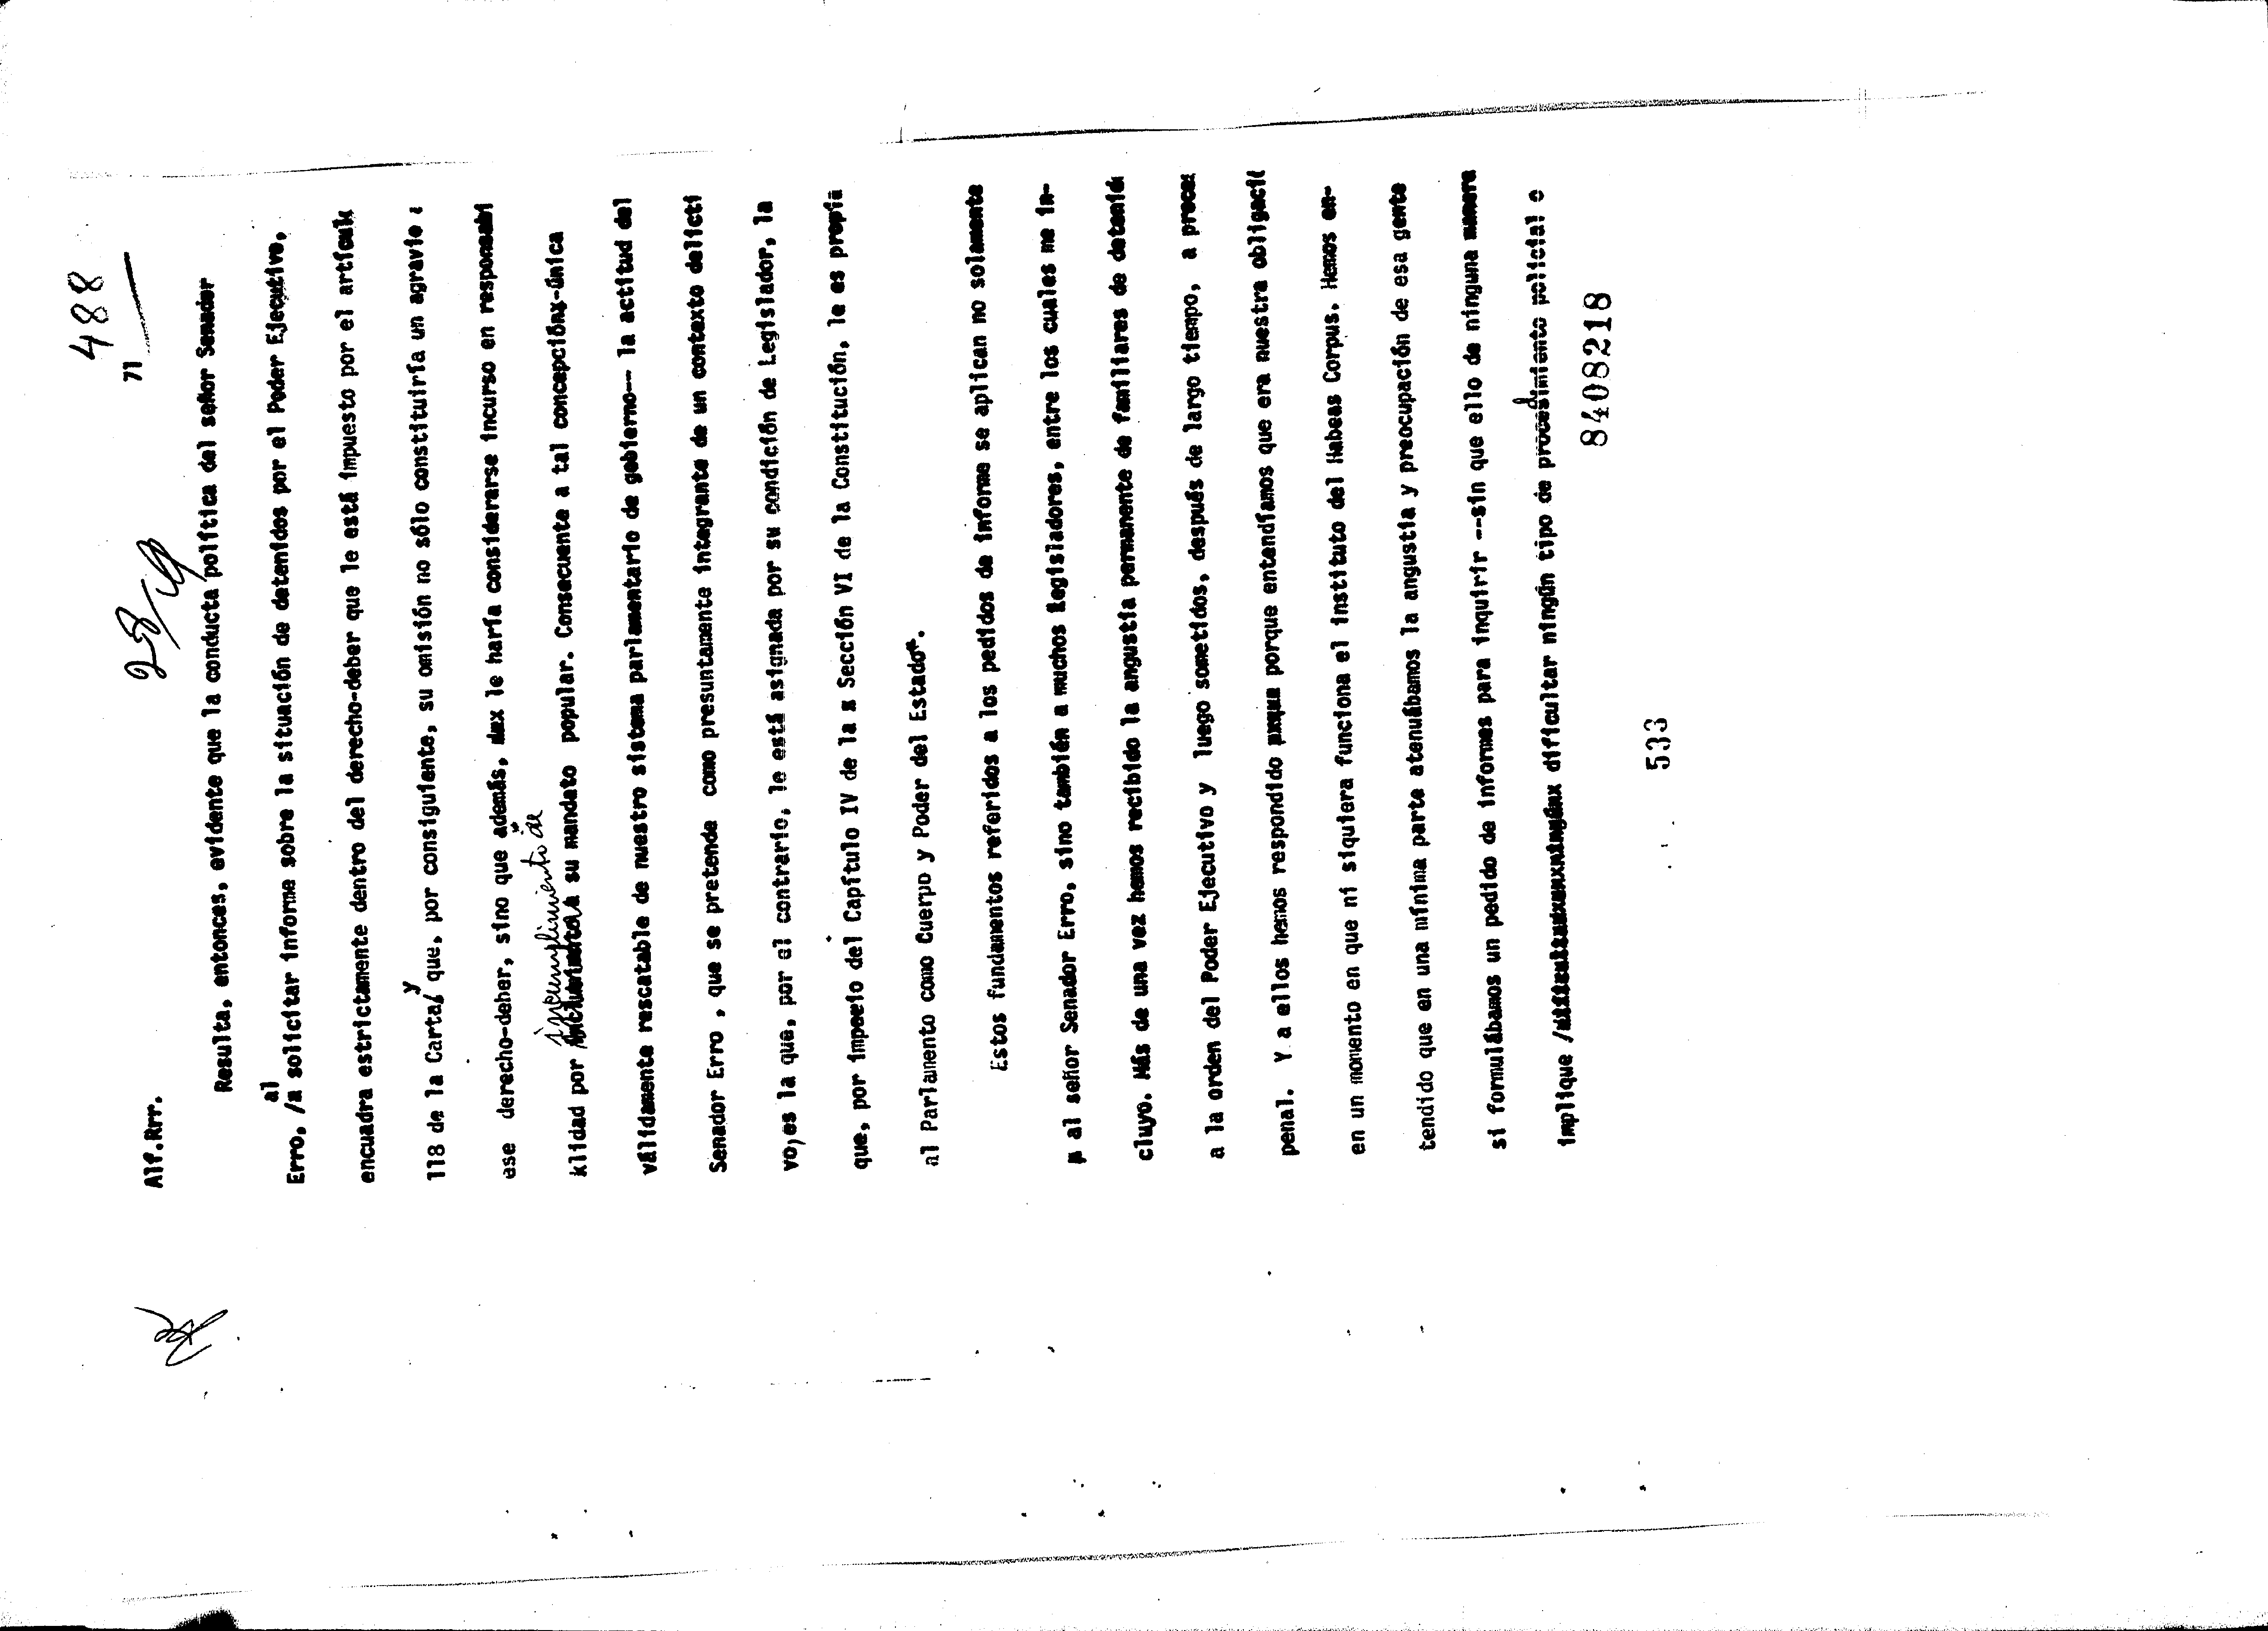 488
71
Alf.Rrr.
Resulta, entonces, evidente que la conducta política del señor Senador
al
Erro, /a solicitar informe sobre la situación de detenidos por el Poder Ejecutivo,
encuadra estrictamente dentro del derecho-deber que le está impuesto por el artículo
y
118 de la Carta/ que, por consiguiente, su omisión no sólo constituiría un agravio a
ese derecho-deber, sino que además, le haría considerarse incurso en responsabi
incumplimiento de
klidad por su mandato popular. Consecuente a tal concepción-única
válidamente rescatable de nuestro sistema parlamentario de gobierno-- la actitud del
Senador Erro , que se pretende como presuntamente integrante de un contexto delicti
vo,es la que, por el contrario, le está asignada por su condición de Legislador, la
que, por imperio del Capítulo IV de la x Sección VI de la Constitución, le es propia
al Parlamento como Cuerpo y Poder del Estado".
Estos fundamentos referidos a los pedidos de informe se aplican no solamente
al señor Senador Erro, sino también a muchos Legisladores, entre los cuales me in-
cluyo. Más de una vez hemos recibido la angustia permanente de familiares de detenido
a la orden del Poder Ejecutivo y luego sometidos, después de largo tiempo, a proces
penal. Y a ellos hemos respondido porque entendíamos que era nuestra obligació
en un momento en que ni siquiera funciona el instituto del Habeas Corpus. Hemos en-
tendido que en una mínima parte atenuábamos la angustia y preocupación de esa gente
si formulábamos un pedido de informes para inquirir --sin que ello de ninguna manera
implique / dificultar ningún tipo de procedimiento policial o
8408218
533